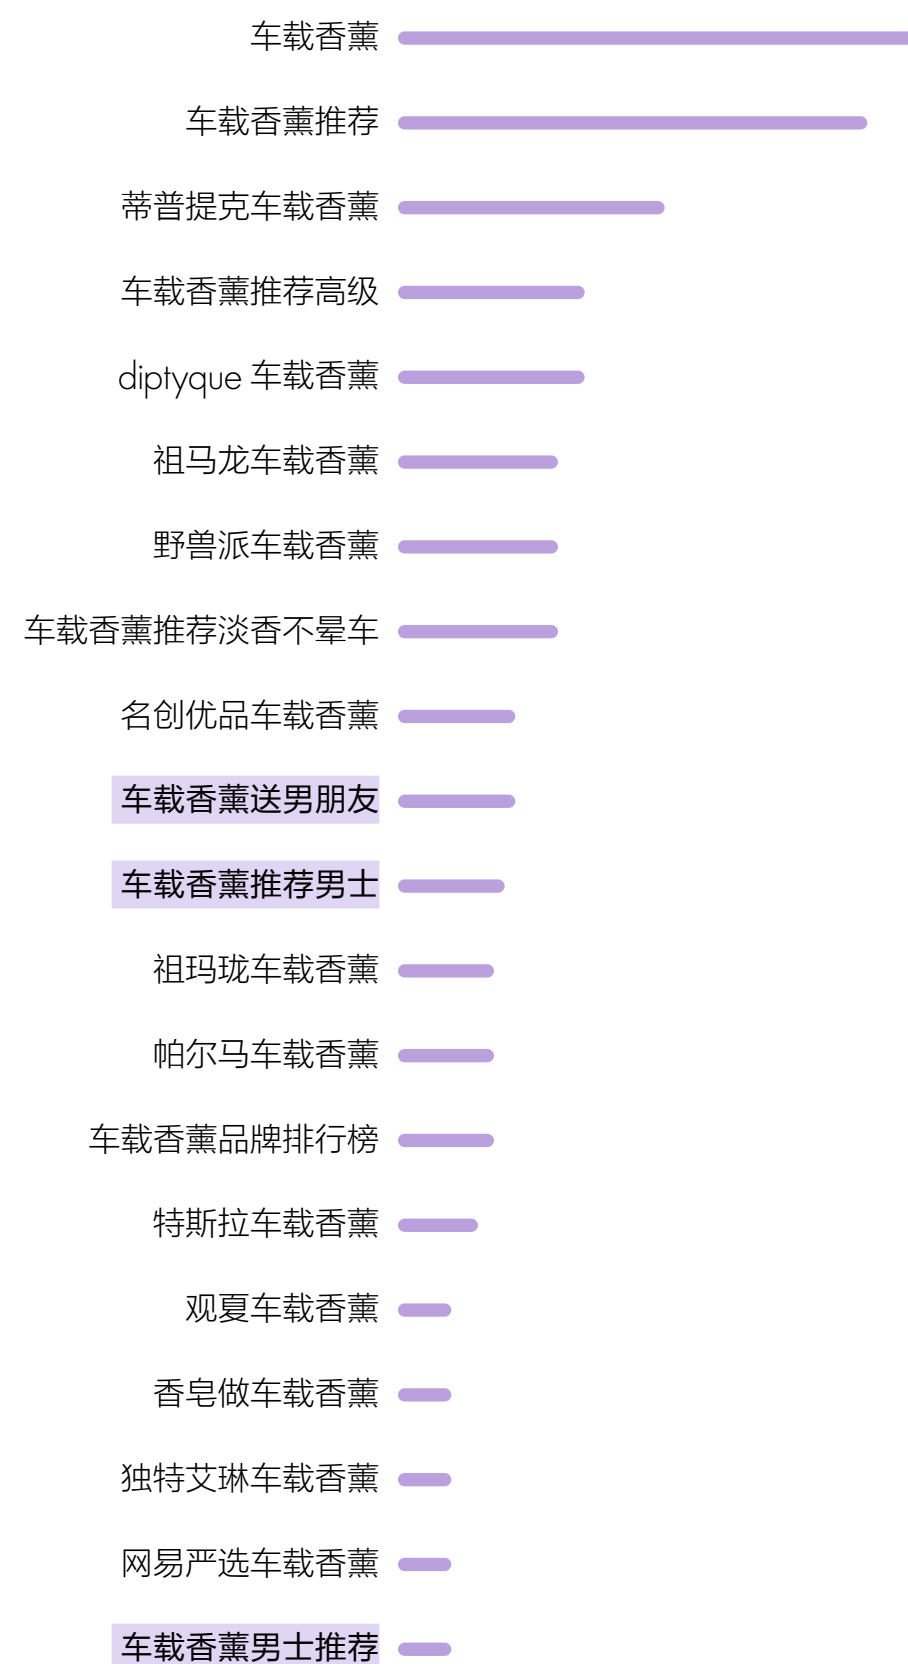 车载香薰
车载香薰推荐
蒂普提克车载香薰
车载香薰推荐高级
diptyque 车载香薰
祖马龙车载香薰
野兽派车载香薰
车载香薰推荐淡香不晕车
名创优品车载香薰
车载香薰送男朋友
车载香薰推荐男士
祖玛珑车载香薰
帕尔马车载香薰
车载香薰品牌排行榜
特斯拉车载香薰
观夏车载香薰
香皂做车载香薰
独特艾琳车载香薰
网易严选车载香薰
车载香薰男士推荐